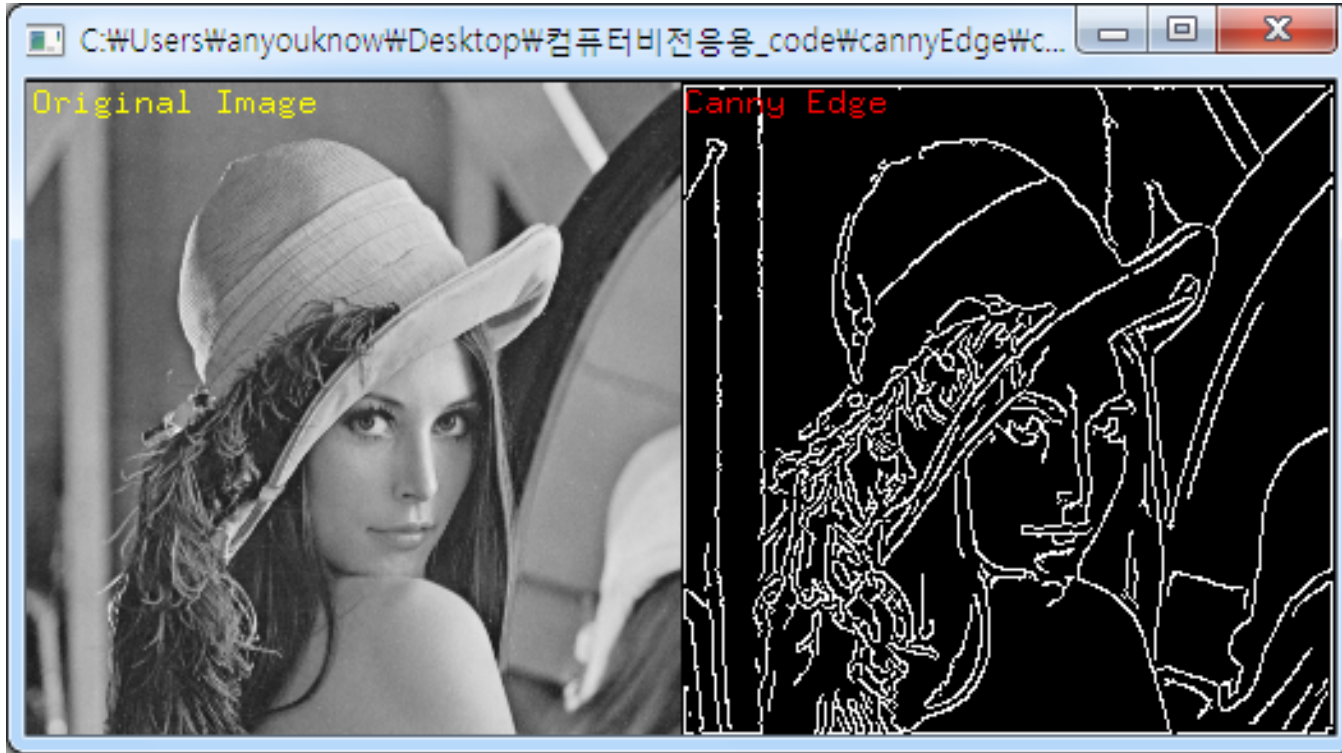 C:₩Users₩anyouknow₩Desktop₩컴퓨터비전응용_code₩cannyEdge₩c...
Original Image
Canny Edge